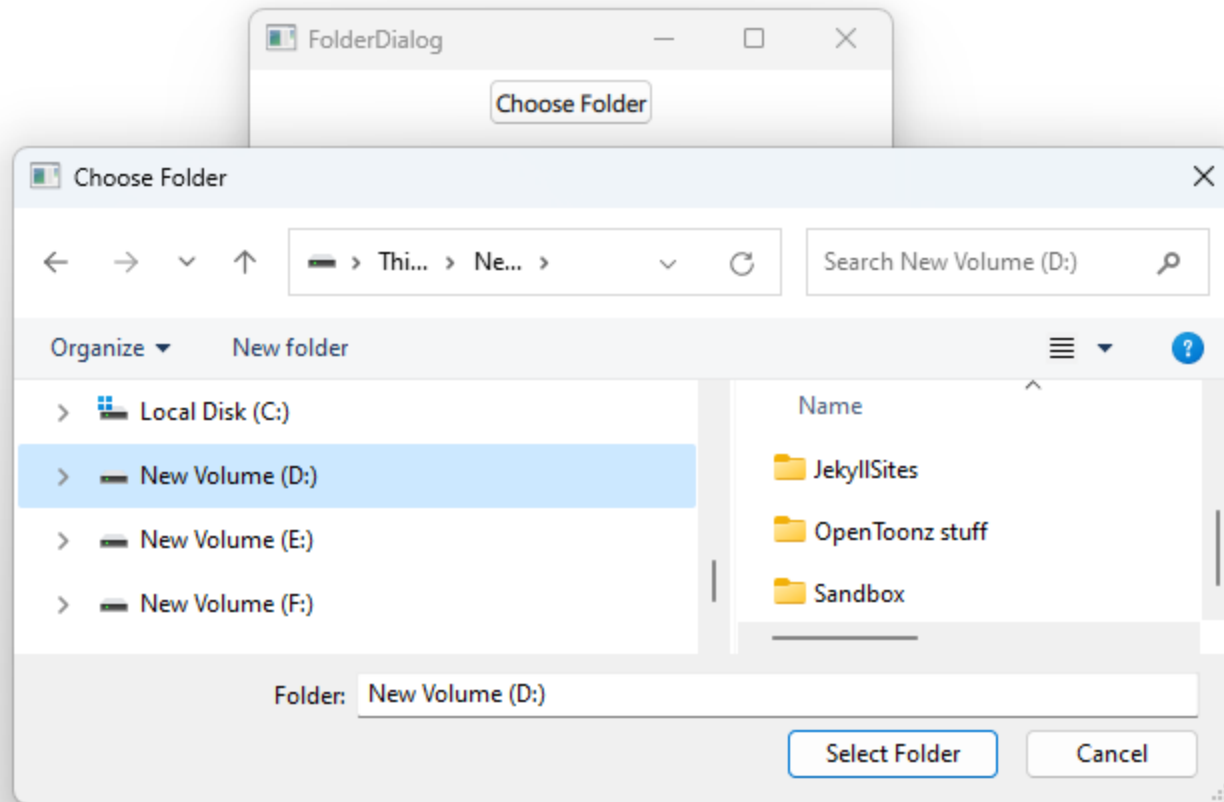 FolderDialog
Choose Folder
Choose Folder
Thi... Ne...
Search New Volume (D:)
Organize
New folder
?
Local Disk (C:)
New Volume (D:)
New Volume (E:)
New Volume (F:)
Name
JekyllSites
OpenToonz stuff
Sandbox
Folder: New Volume (D:)
Select Folder
Cancel